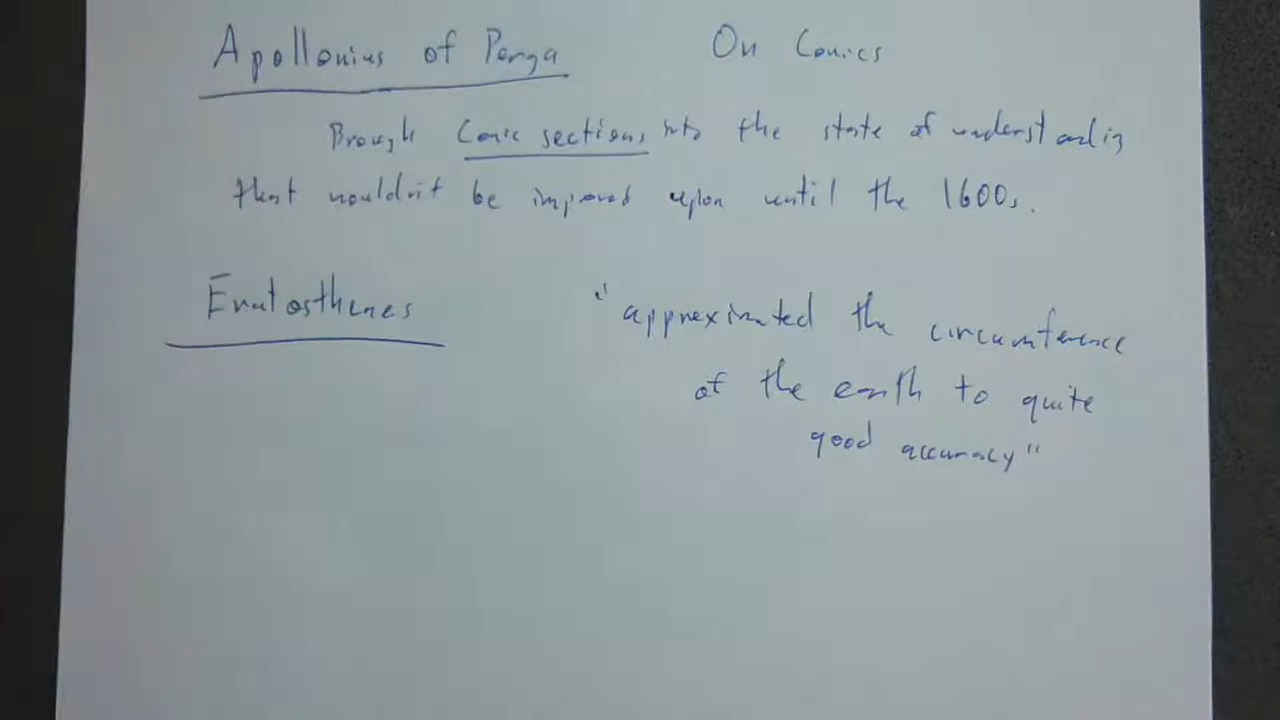 Apollonius of Perga On Conics
Brough Conic sections into the state of understanding
that wouldn't be improved upon until the 1600s.
Eratosthenes "approximated the circumference
of the earth to quite
good accuracy"